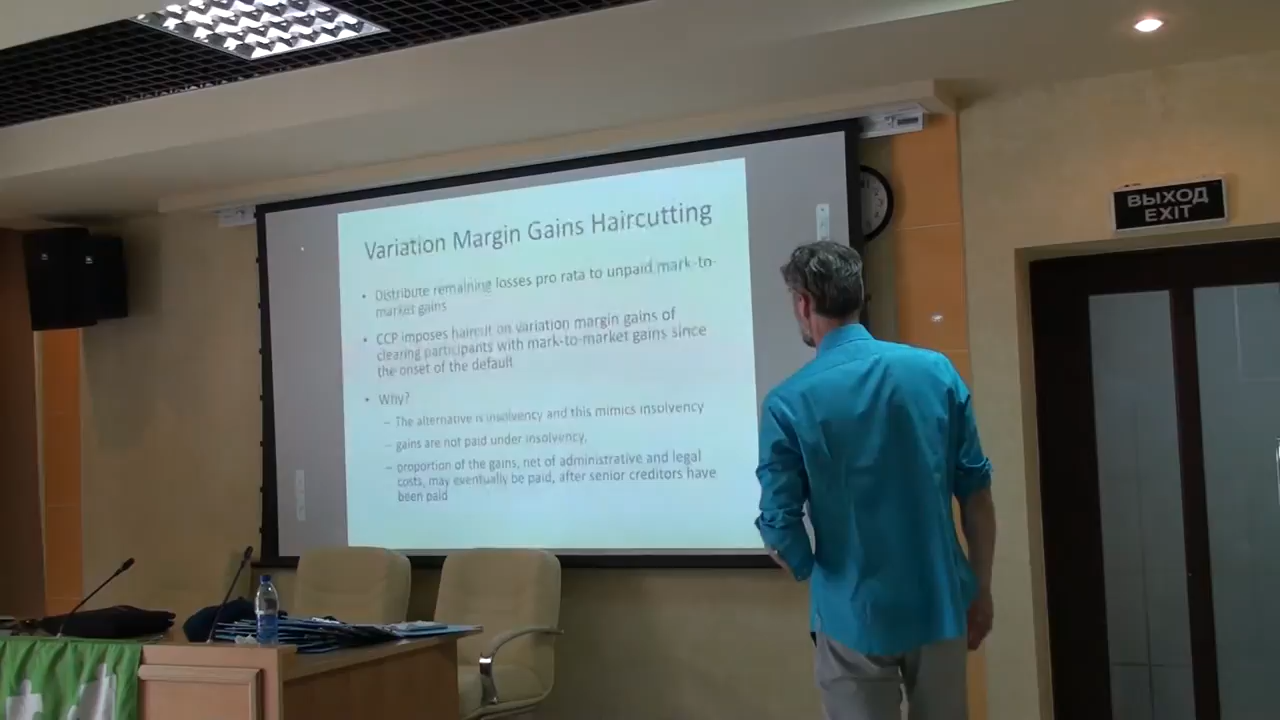 Variation Margin Gains Haircutting
• Distribute remaining losses pro rata to unpaid mark-to-
market gains
• CCP imposes haircut on variation margin gains of
clearing participants with mark-to-market gains since
the onset of the default
• Why?
– The alternative is insolvency and this mimics insolvency
– gains are not paid under insolvency,
– proportion of the gains, net of administrative and legal
costs, may eventually be paid, after senior creditors have
been paid
ВЫХОД
EXIT